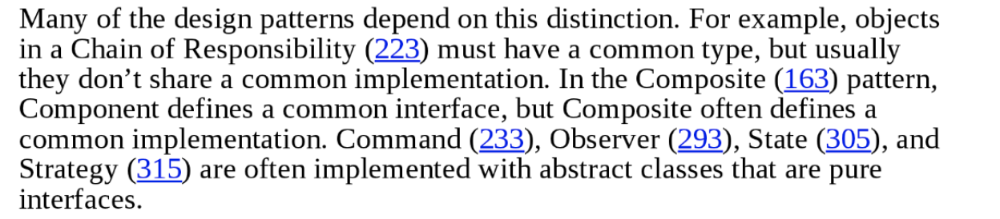 Many of the design patterns depend on this distinction. For example, objects
in a Chain of Responsibility (223) must have a common type, but usually
they don’t share a common implementation. In the Composite (163) pattern,
Component defines a common interface, but Composite often defines a
common implementation. Command (233), Observer (293), State (305), and
Strategy (315) are often implemented with abstract classes that are pure
interfaces.